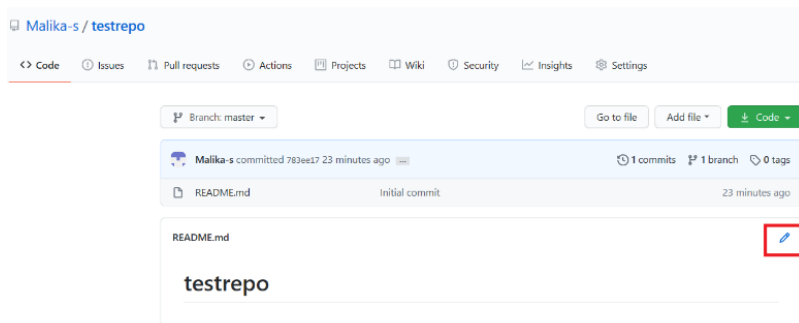 Malika-s / testrepo
Code Issues Pull requests Actions Projects Wiki Security Insights Settings
Branch: master Go to file Add file Code
Malika-s committed 783ee17 23 minutes ago ... 1 commits 1 branch 0 tags
README.md Initial commit 23 minutes ago
README.md
testrepo